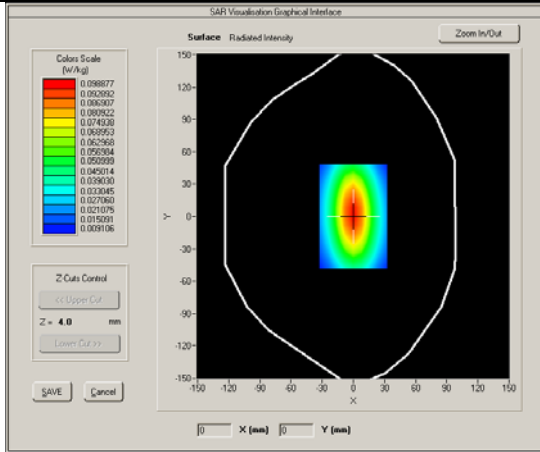 SAR Visualisation Graphical Interface
Surface Radiated Intensity
Zoom In/Out
Colors Scale
(W/kg)
0.098877
0.092892
0.086907
0.080922
0.074938
0.068953
0.062968
0.056984
0.050999
0.045014
0.039030
0.033045
0.027060
0.021075
0.015091
0.009106
Z-Cuts Control
<< Upper Cut
Z = 4.0 mm
Lower Cut >>
SAVE Cancel
150
120
90
60
30
0
-30
-60
-90
-120
-150
Y
-150 -120 -90 -60 -30 0 30 60 90 120 150
X
0 X (mm) 0 Y (mm)